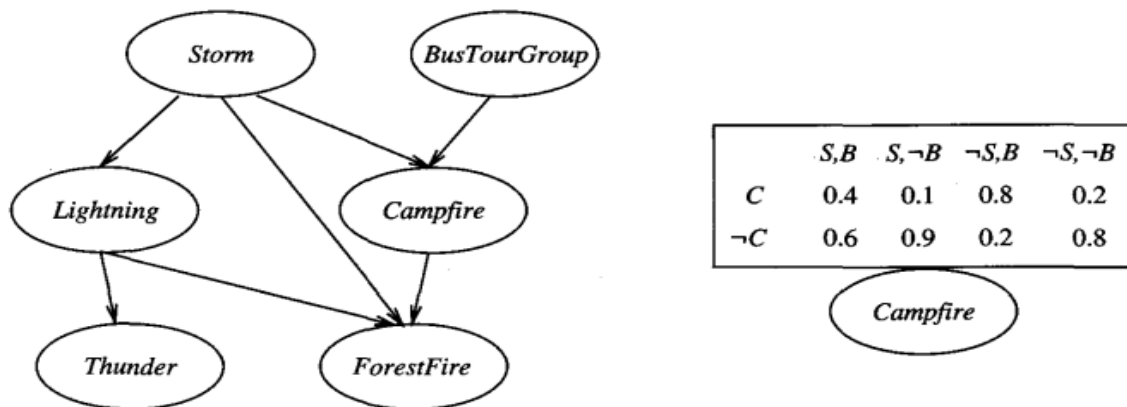 Storm BusTourGroup
S,B S,¬B ¬S,B ¬S,¬B
Lightning Campfire C 0.4 0.1 0.8 0.2
¬C 0.6 0.9 0.2 0.8
Campfire
Thunder ForestFire